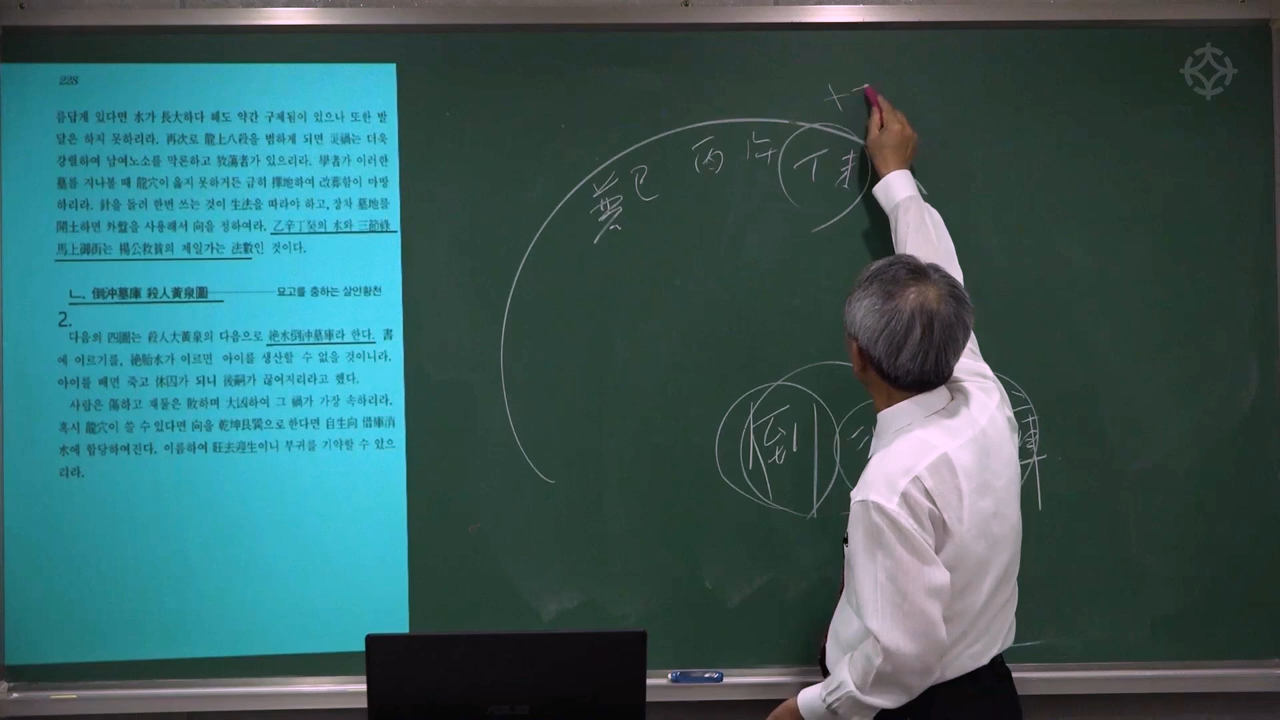 228
름답게 있다면 水가 長大하다 해도 약간 구제됨이 있으나 또한 발
달은 하지 못하리라. 再次로 龍上八殺을 범하게 되면 災禍는 더욱
강렬하여 남여노소를 막론하고 放蕩者가 있으리라. 學者가 이러한
墓를 지나볼 때 龍穴이 옳지 못하거든 급히 擇地하여 改葬함이 마땅
하리라. 針을 돌려 한번 쓰는 것이 生法을 따라야 하고, 장차 墓地를
開土하면 外盤을 사용해서 向을 정하여라. 乙辛丁癸의 水와 三節祿
馬上御街는 楊公救貧의 제일가는 法數인 것이다.
ㄴ. 倒沖墓庫 殺人黃泉圖 묘고를 충하는 살인황천
2.
다음의 四圖는 殺人大黃泉의 다음으로 絶水倒沖墓庫라 한다. 書
에 이르기를, 絶胎水가 이르면 아이를 생산할 수 없을 것이니라.
아이를 배면 죽고 休囚가 되니 後嗣가 끊어지리라고 했다.
사람은 傷하고 재물은 敗하며 大凶하여 그 禍가 가장 속하리라.
혹시 龍穴이 쓸 수 있다면 向을 乾坤艮巽으로한다면 自生向 借庫消
水에 합당하여진다. 이름하여 旺去迎生이니 부귀를 기약할 수 있으
리라.
巽巳 丙午 丁未
倒 庫
ASUS